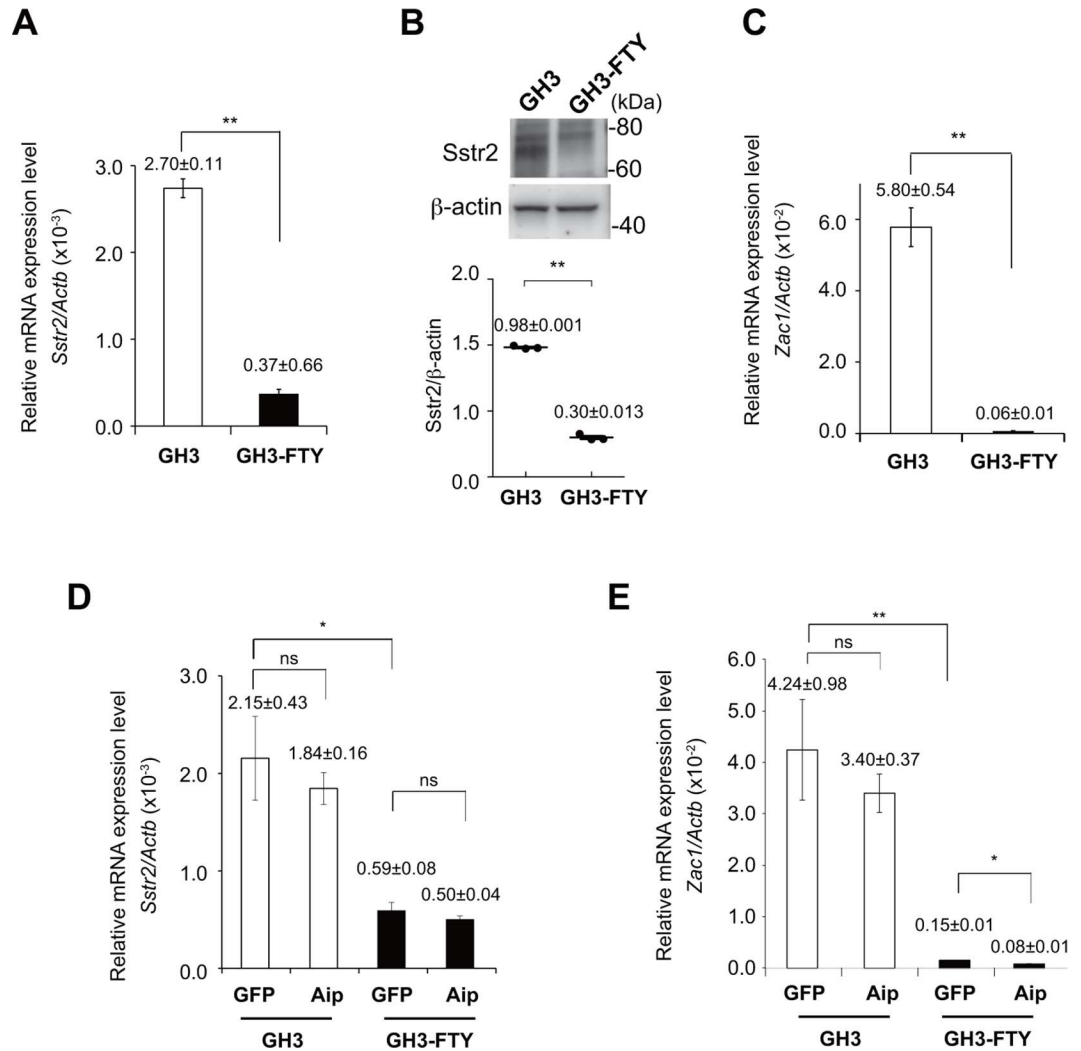 A
Relative mRNA expression level
Sstr2/Actb (x10-3)
**
2.70±0.11
0.37±0.66
3.0
2.0
1.0
0.0
GH3
GH3-FTY
B
GH3
GH3-FTY
(kDa)
Sstr2
-80
-60
β-actin
-40
Sstr2/β-actin
**
0.98±0.001
0.30±0.013
2.0
1.5
1.0
0.0
GH3
GH3-FTY
C
Relative mRNA expression level
Zac1/Actb (x10-2)
**
5.80±0.54
0.06±0.01
6.0
4.0
2.0
0.0
GH3
GH3-FTY
D
Relative mRNA expression level
Sstr2/Actb (x10-3)
*
ns
2.15±0.43
1.84±0.16
ns
0.59±0.08
0.50±0.04
3.0
2.0
1.0
0.0
GFP
Aip
GFP
Aip
GH3
GH3-FTY
E
Relative mRNA expression level
Zac1/Actb (x10-2)
**
ns
4.24±0.98
3.40±0.37
*
0.15±0.01
0.08±0.01
6.0
5.0
4.0
3.0
2.0
1.0
0.0
GFP
Aip
GFP
Aip
GH3
GH3-FTY